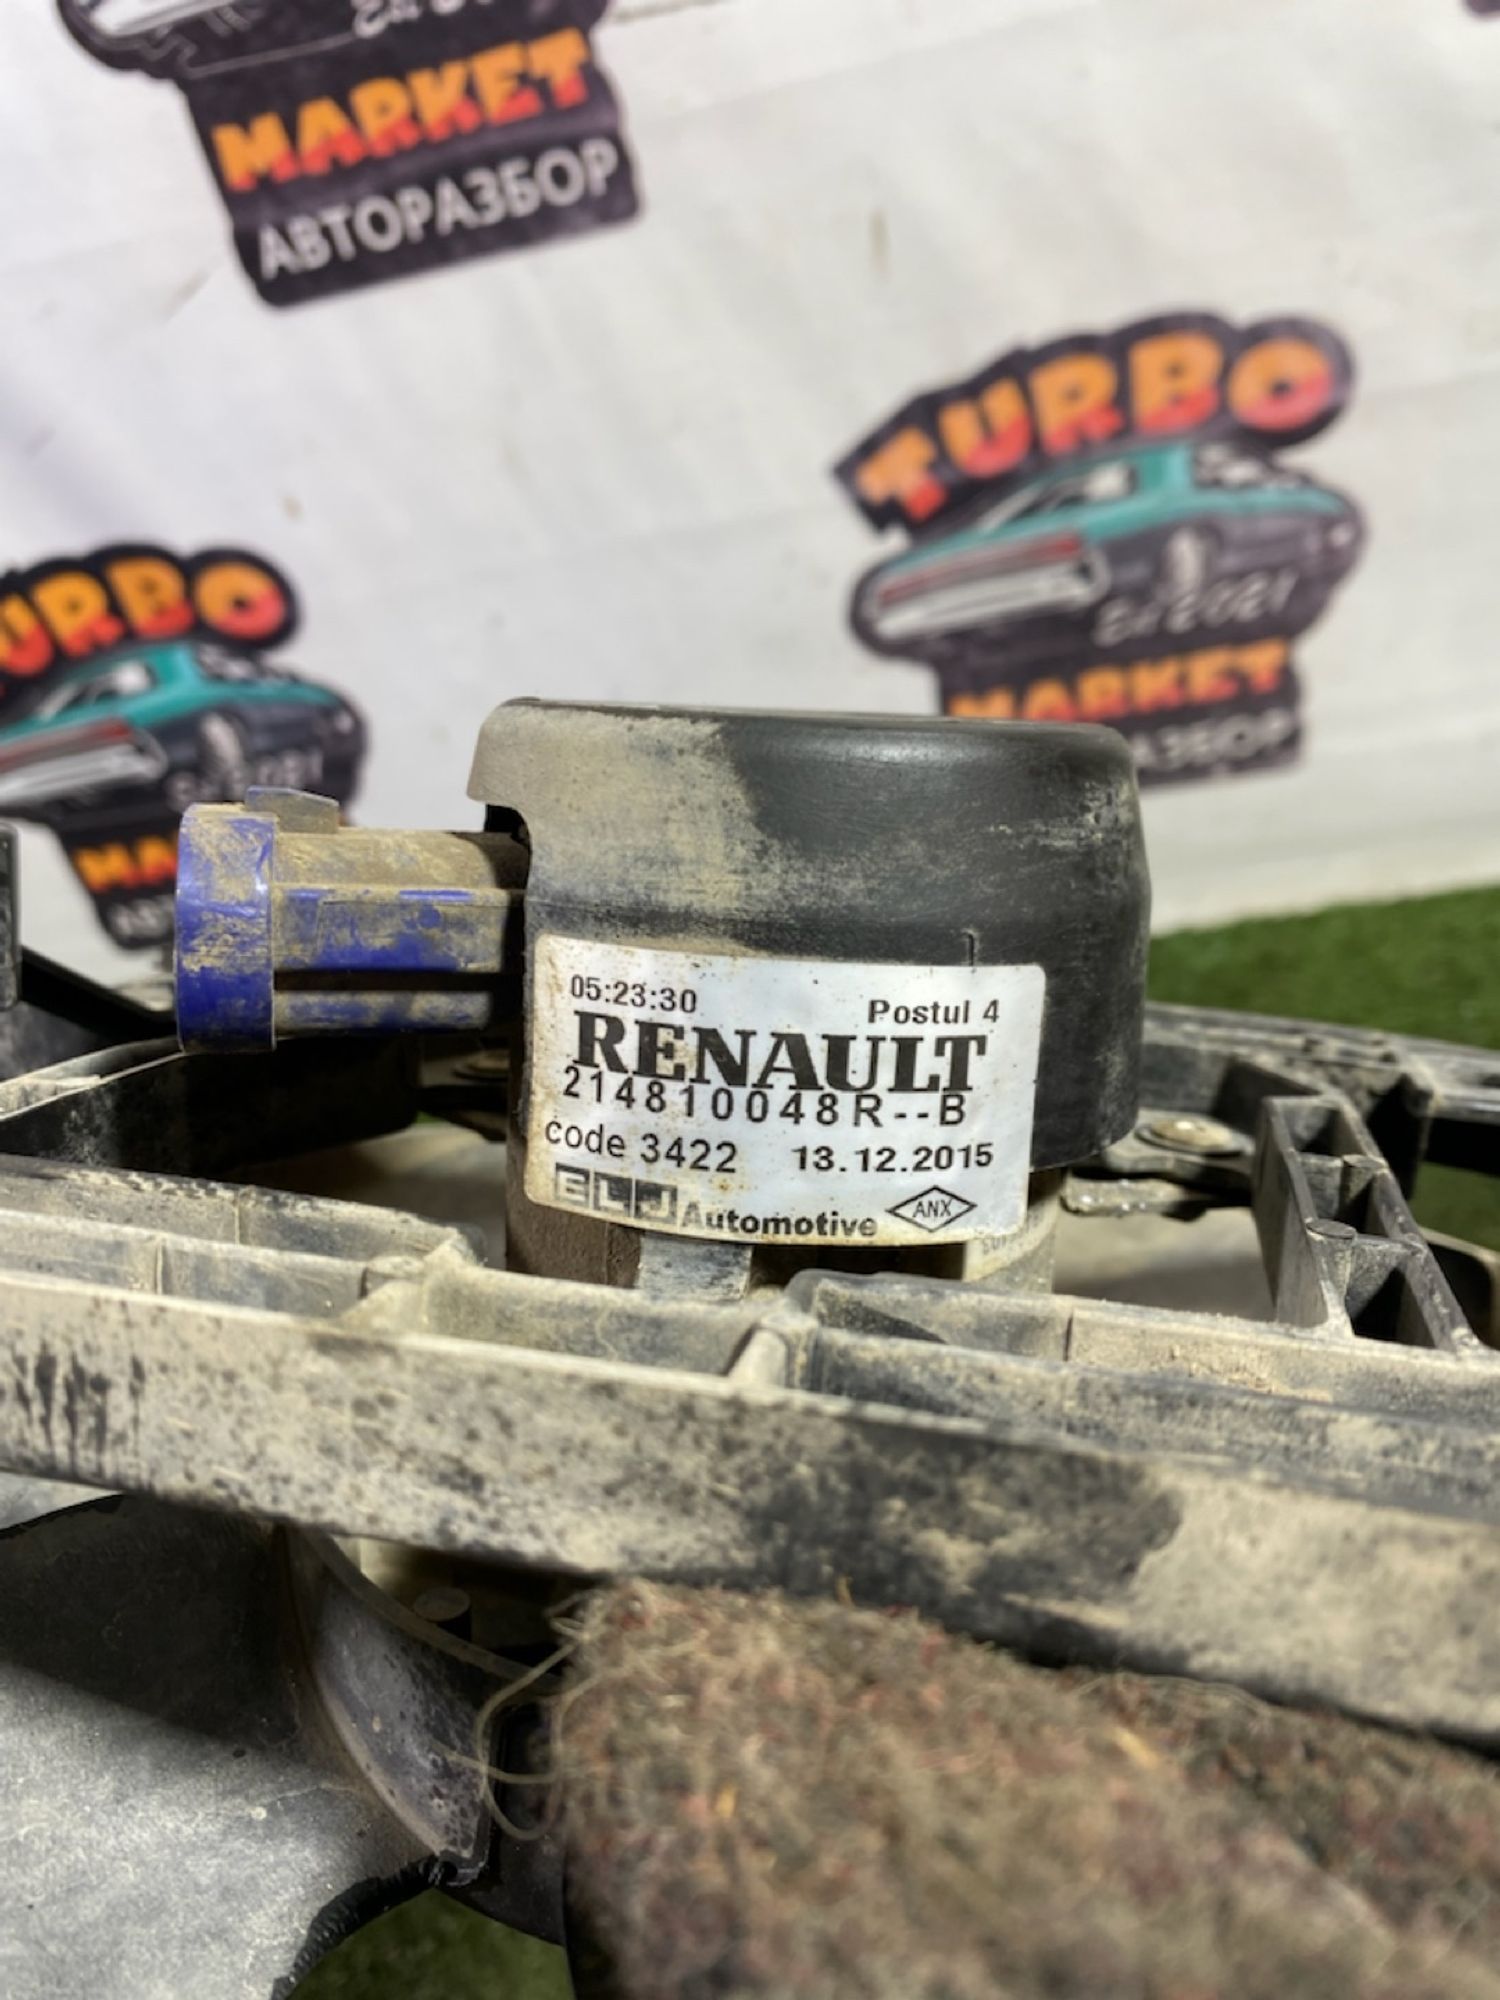 MARKET
АВТОРАЗБОР
TURBO
MARKET
05:23:30
Postul 4
RENAULT
214810048R--B
code 3422 13.12.2015
ELJ Automotive
ANX